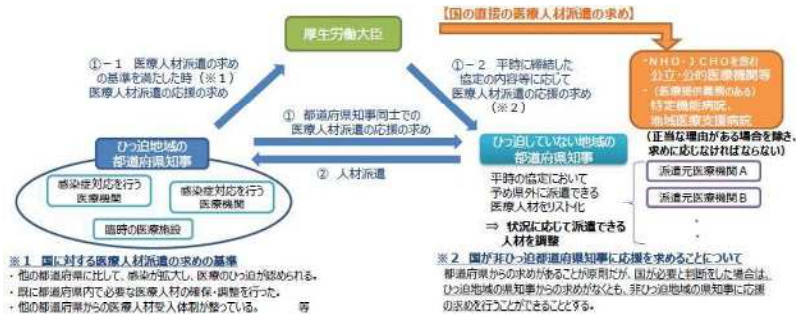 【国の直接の医療人材派遣の求め】
厚生労働大臣
①-1 医療人材派遣の求め
の基準を満たした時(※1)
医療人材派遣の応援の求め
①-2 平時に締結した
協定の内容等に応じて
医療人材派遣の応援の求め
(※2)
・NHO・JCHOを含む
公立・公的医療機関等
・(医療提供義務のある)
特定機能病院、
地域医療支援病院
(正当な理由がある場合を除き、
求めに応じなければならない)
① 都道府県知事同士での
医療人材派遣の応援の求め
② 人材派遣
ひっ迫地域の
都道府県知事
感染症対応を行う
医療機関
感染症対応を行う
医療機関
臨時の医療施設
ひっ迫していない地域の
都道府県知事
平時の協定において
予め県外に派遣できる
医療人材をリスト化
⇒ 状況に応じて派遣できる
人材を調整
派遣元医療機関A
派遣元医療機関B
・
・
※1 国に対する医療人材派遣の求めの基準
・他の都道府県に比して、感染が拡大し、医療のひっ迫が認められる。
・既に都道府県内で必要な医療人材の確保・調整を行った。
・他の都道府県からの医療人材受入体制が整っている。 等
※2 国が非ひっ迫都道府県知事に応援を求めることについて
都道府県からの求めがあることが原則だが、国が必要と判断をした場合は、
ひっ迫地域の県知事からの求めがなくとも、非ひっ迫地域の県知事に応援
の求めを行うことができることとする。